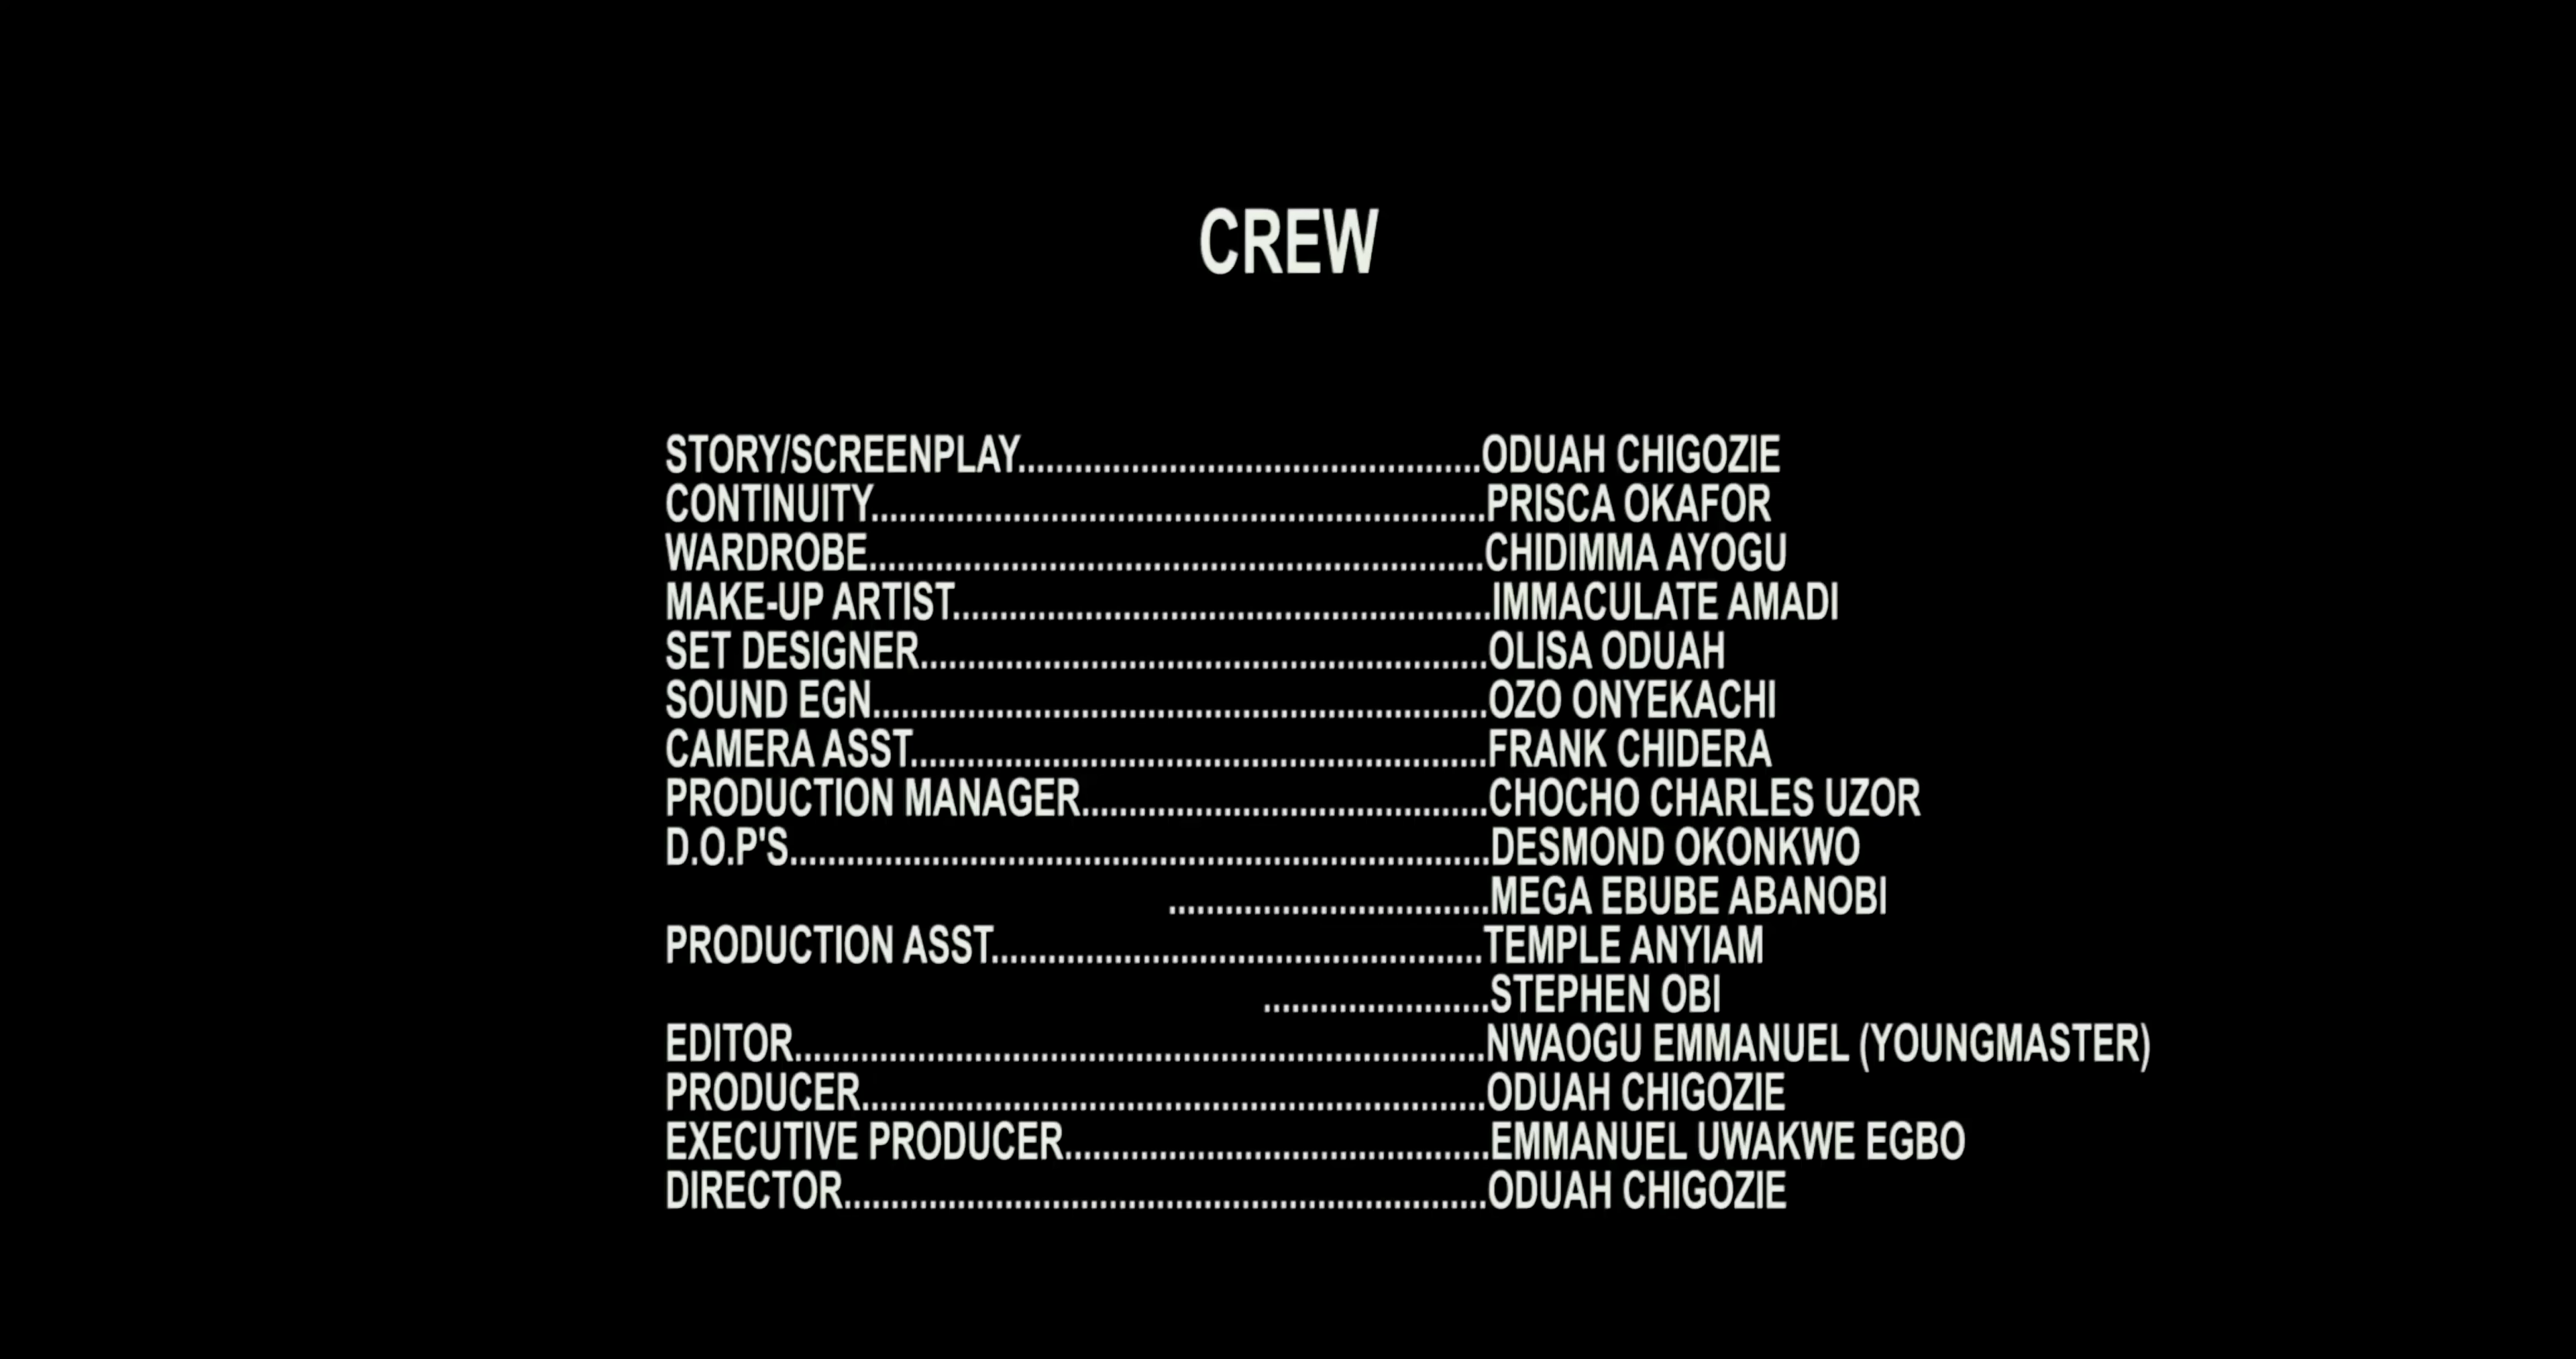 CREW
STORY/SCREENPLAY.................................................ODUAH CHIGOZIE
CONTINUITY.................................................................PRISCA OKAFOR
WARDROBE.................................................................CHIDIMMA AYOGU
MAKE-UP ARTIST.........................................................IMMACULATE AMADI
SET DESIGNER............................................................OLISA ODUAH
SOUND EGN.................................................................OZO ONYEKACHI
CAMERA ASST.............................................................FRANK CHIDERA
PRODUCTION MANAGER...........................................CHOCHO CHARLES UZOR
D.O.P'S..........................................................................DESMOND OKONKWO
..................................MEGA EBUBE ABANOBI
PRODUCTION ASST....................................................TEMPLE ANYIAM
........................STEPHEN OBI
EDITOR.........................................................................NWAOGU EMMANUEL (YOUNGMASTER)
PRODUCER..................................................................ODUAH CHIGOZIE
EXECUTIVE PRODUCER.............................................EMMANUEL UWAKWE EGBO
DIRECTOR....................................................................ODUAH CHIGOZIE